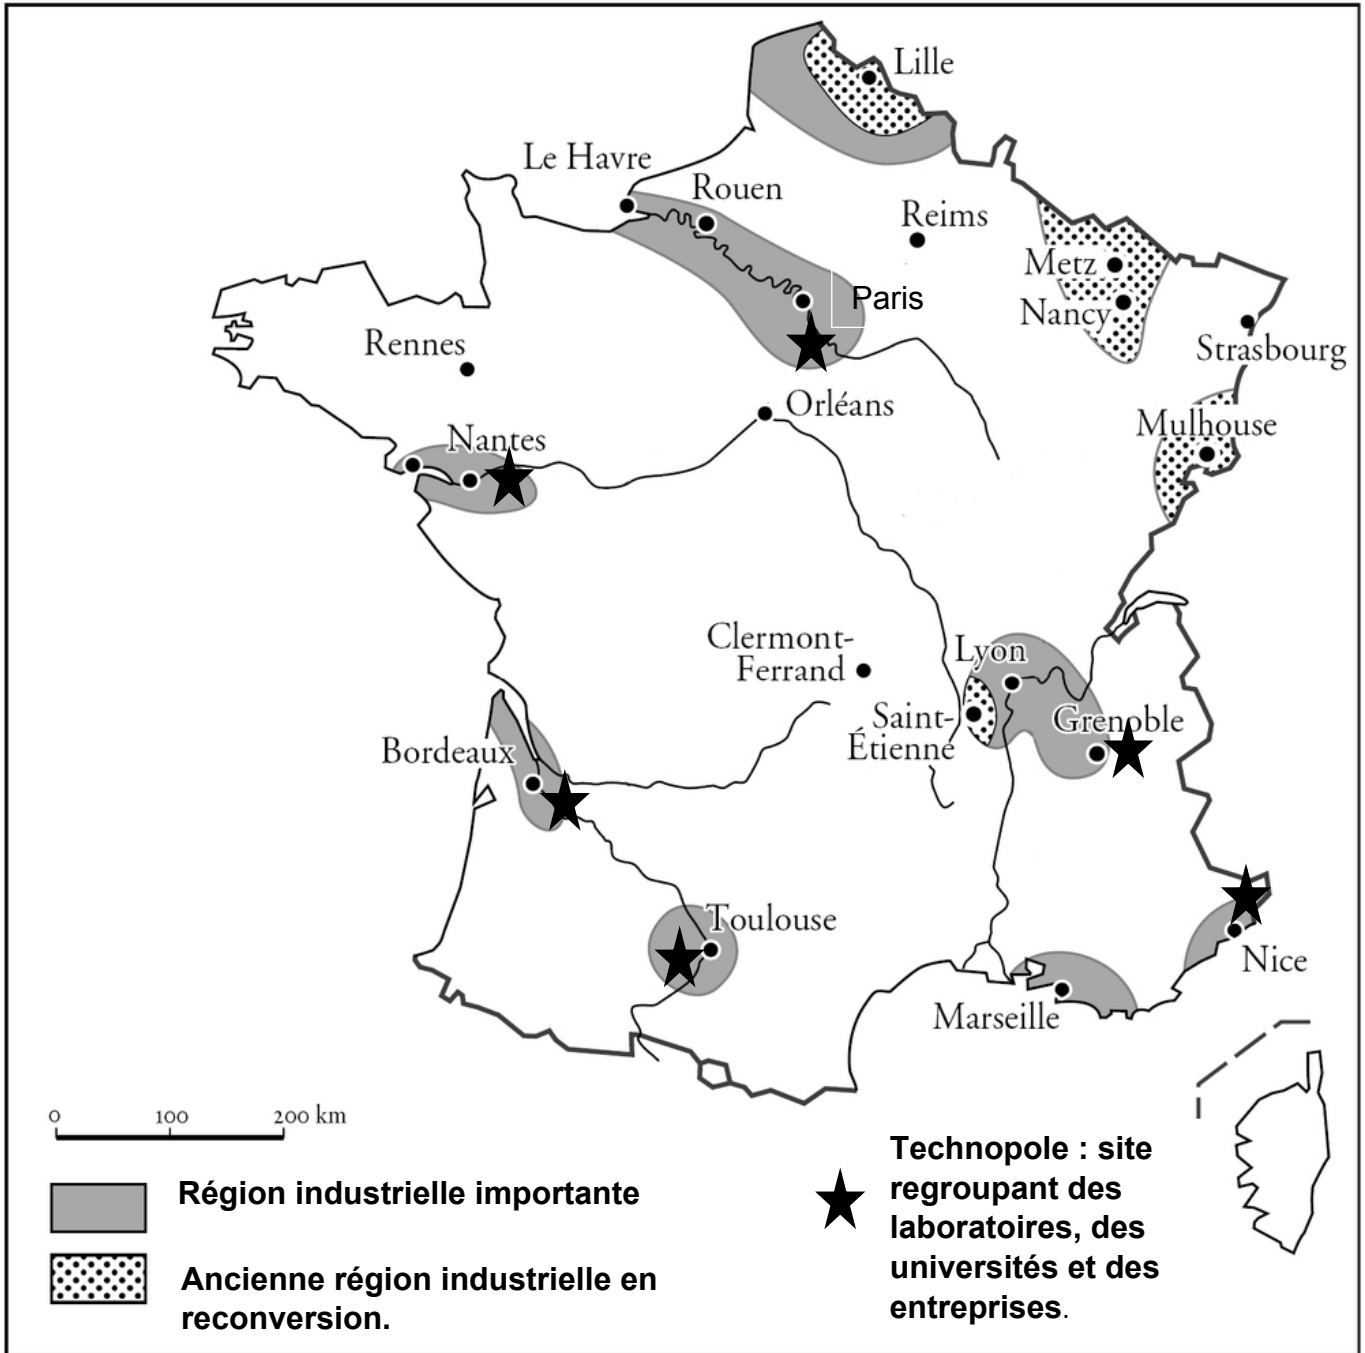 Lille
Le Havre
Rouen
Reims
Metz
Paris
Nancy
Rennes
Strasbourg
Orléans
Mulhouse
Nantes
Clermont-
Ferrand
Lyon
Saint-
Étienne
Grenoble
Bordeaux
Toulouse
Nice
Marseille
0 100 200 km
Région industrielle importante
Ancienne région industrielle en
reconversion.
Technopole : site
regroupant des
laboratoires, des
universités et des
entreprises.